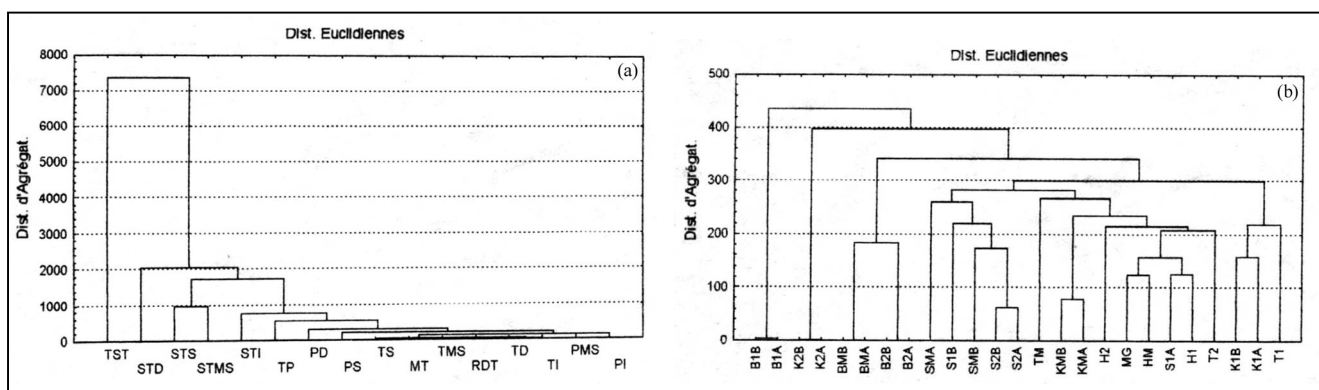 Dist. Euclidiennes
(a)
Dist. d'Agrégat.
8000
7000
6000
5000
4000
3000
2000
1000
0
TST STS STI PD TS TMS TD PMS
STD STMS TP PS MT RDT TI PI
Dist. Euclidiennes
(b)
Dist. d'Agrégat.
500
400
300
200
100
0
B1B B1A K2B K2A BMB BMA B2B B2A SMA S1B SMB S2B S2A TM KMB KMA H2 MG HM S1A H1 T2 K1B K1A T1